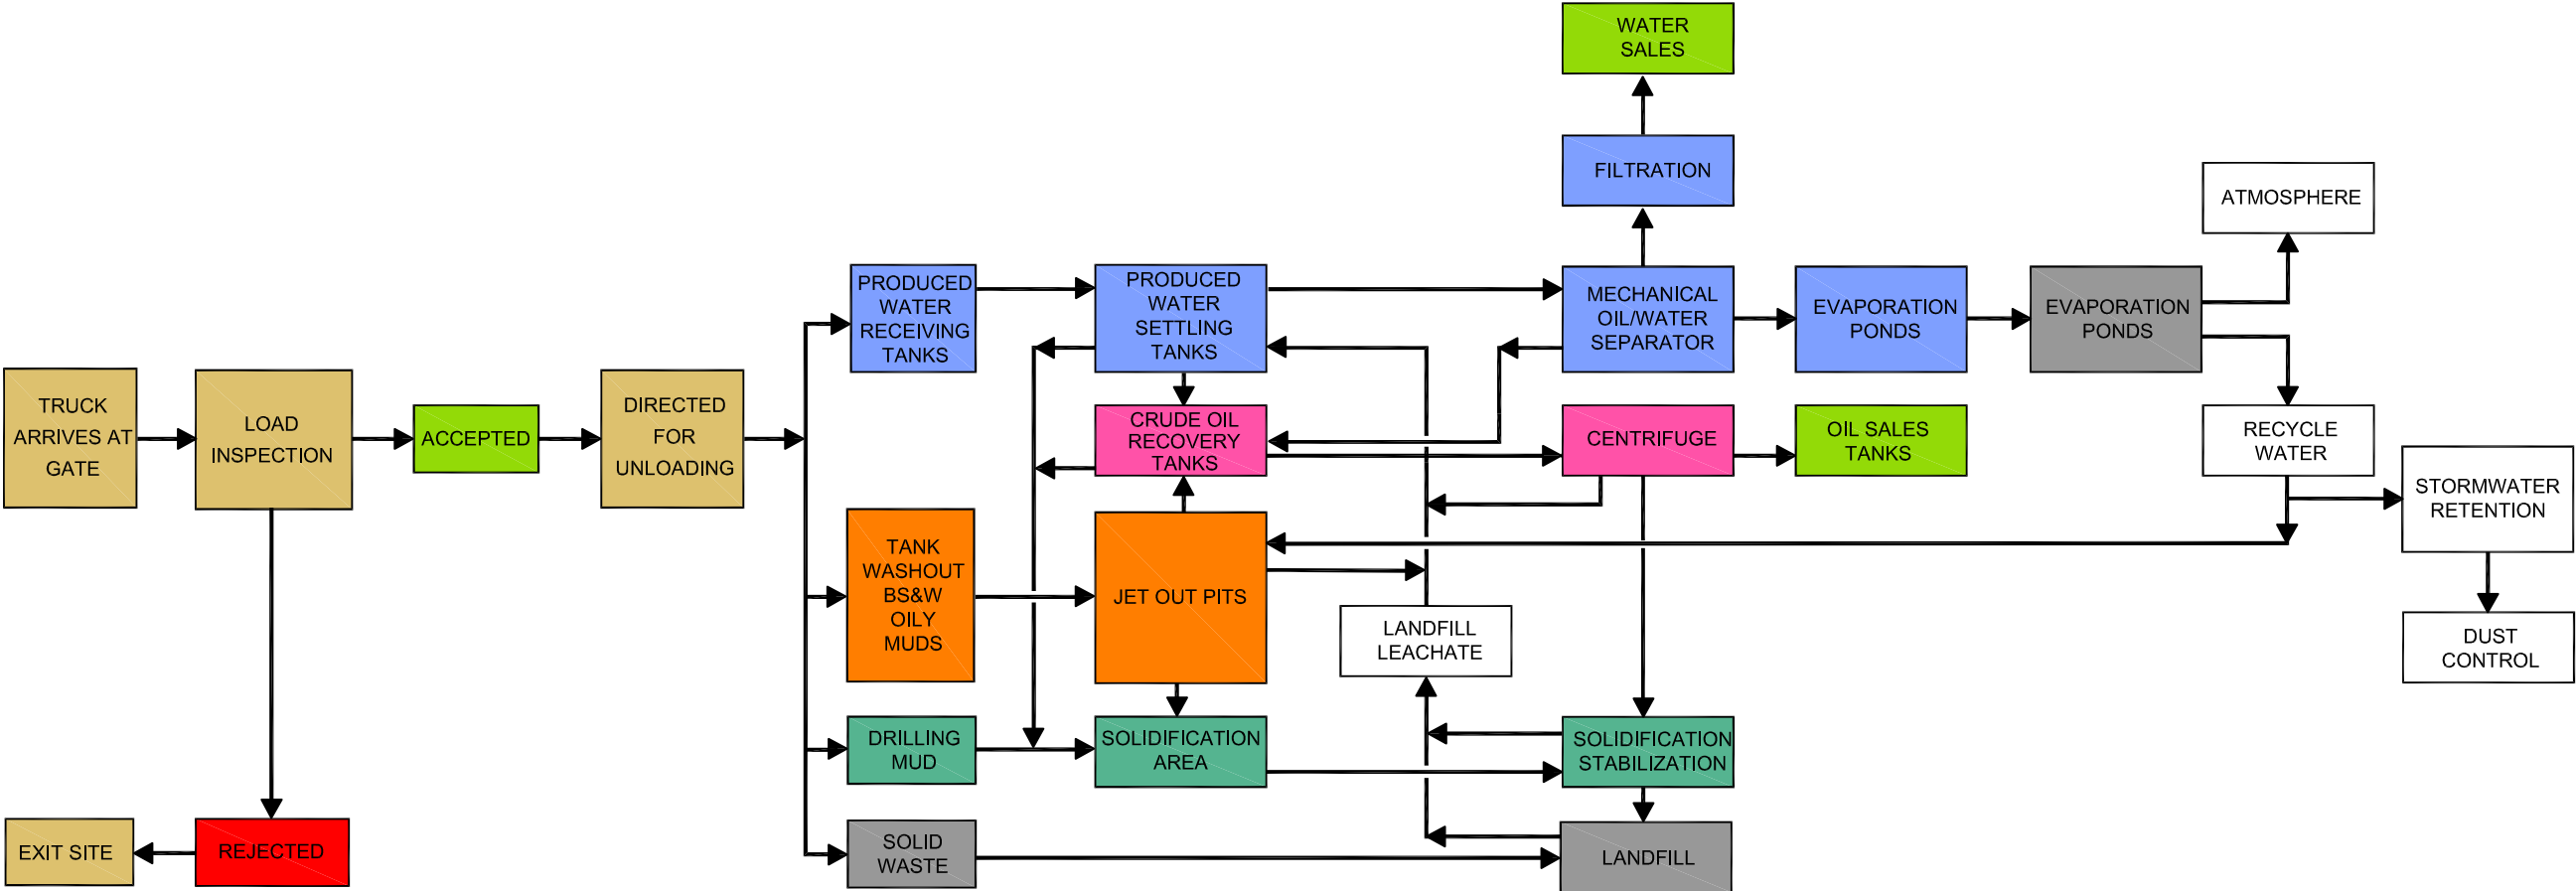 WATER
SALES
FILTRATION
ATMOSPHERE
TRUCK
ARRIVES AT
GATE
LOAD
INSPECTION
ACCEPTED
DIRECTED
FOR
UNLOADING
PRODUCED
WATER
RECEIVING
TANKS
PRODUCED
WATER
SETTLING
TANKS
MECHANICAL
OIL/WATER
SEPARATOR
EVAPORATION
PONDS
EVAPORATION
PONDS
CRUDE OIL
RECOVERY
TANKS
CENTRIFUGE
OIL SALES
TANKS
RECYCLE
WATER
STORMWATER
RETENTION
TANK
WASHOUT
BS&W
OILY
MUDS
JET OUT PITS
LANDFILL
LEACHATE
DUST
CONTROL
DRILLING
MUD
SOLIDIFICATION
AREA
SOLIDIFICATION
STABILIZATION
EXIT SITE
REJECTED
SOLID
WASTE
LANDFILL